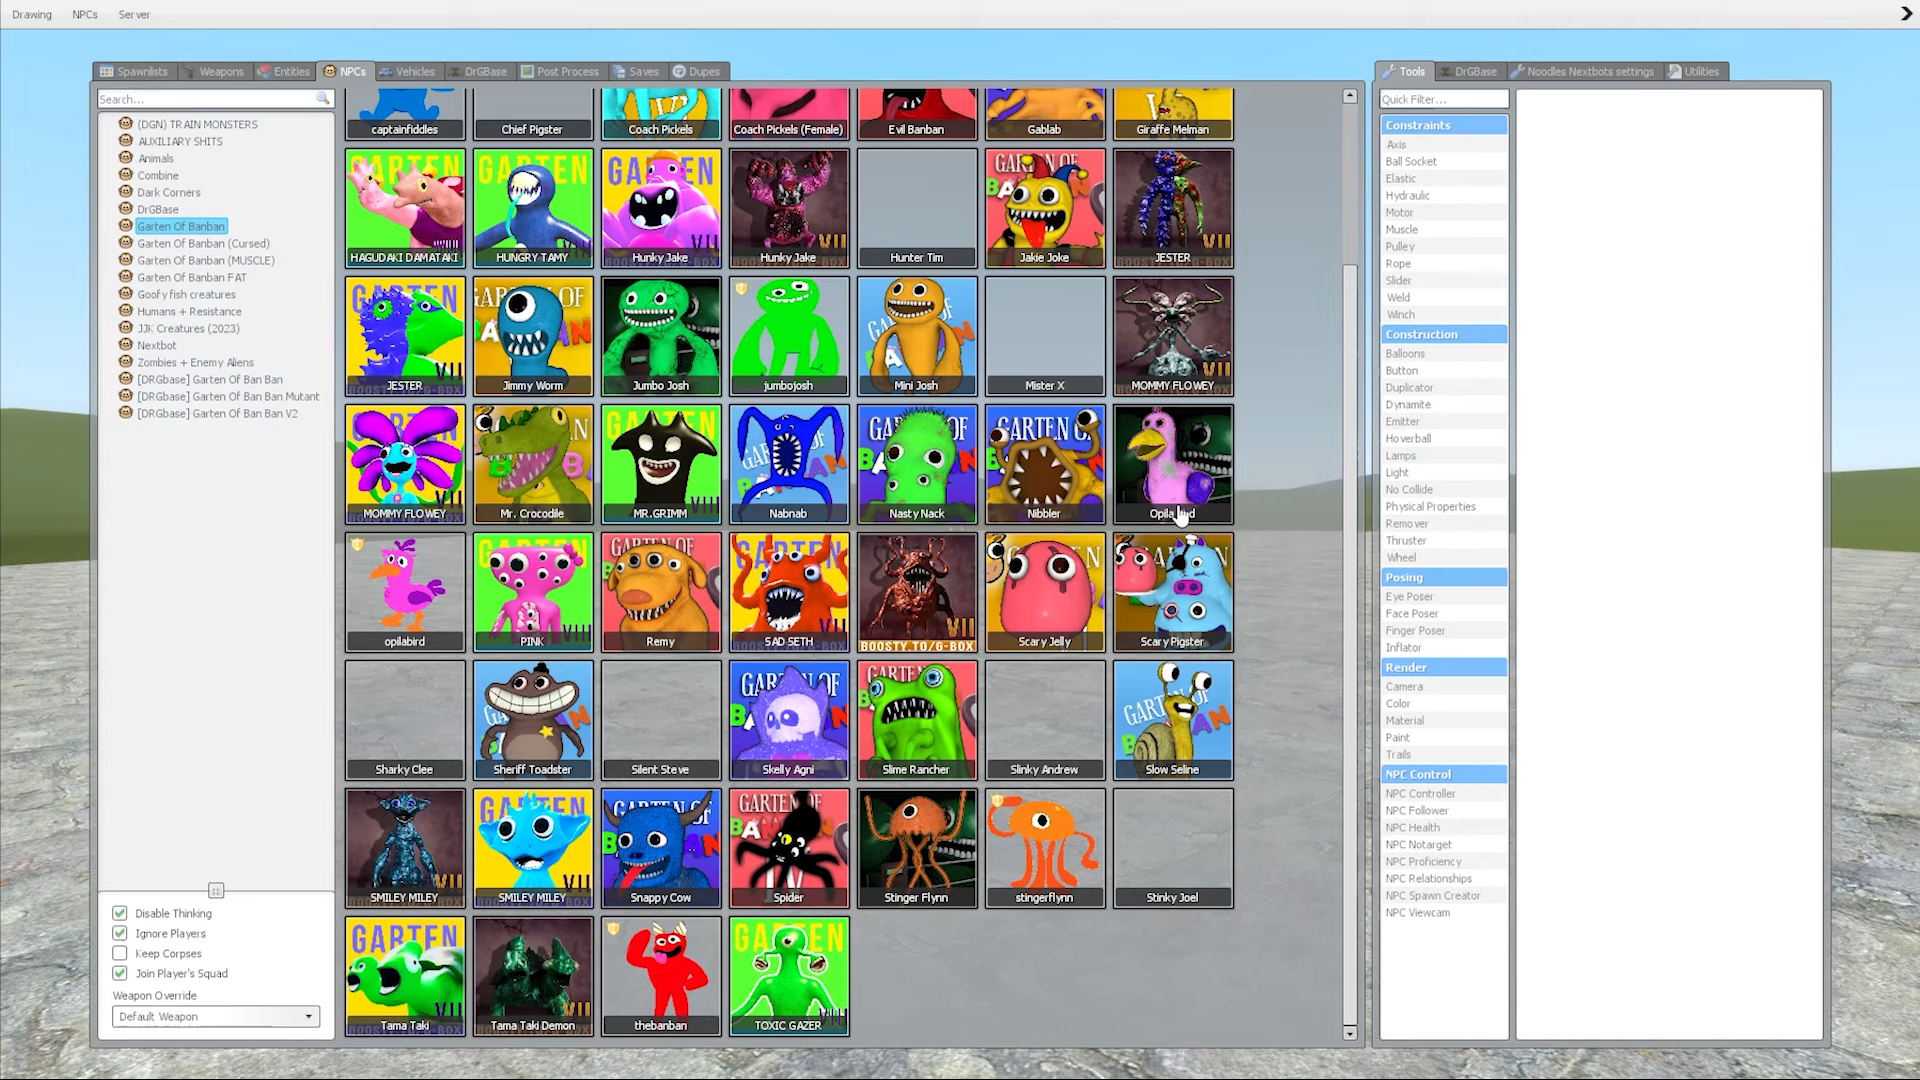 Drawing NPCs Server
Spawnlists Weapons Entities NPCs Vehicles DrGBase Post Process Saves Dupes
Tools DrGBase Noodles Nextbots settings Utilities
Search...
(DGN) TRAIN MONSTERS
AUXILIARY SHITS
Animals
Combine
Dark Corners
DrGBase
Garten Of Banban
Garten Of Banban (Cursed)
Garten Of Banban (MUSCLE)
Garten Of Banban FAT
Goofy fish creatures
Humans + Resistance
JJK Creatures (2023)
Nextbot
Zombies + Enemy Aliens
[DRGbase] Garten Of Ban Ban
[DRGbase] Garten Of Ban Ban Mutant
[DRGbase] Garten Of Ban Ban V2
Disable Thinking
Ignore Players
Keep Corpses
Join Player's Squad
Weapon Override
Default Weapon
captainfiddles Chief Pigster Coach Pickels Coach Pickels (Female) Evil Banban Gablab Giraffe Melman
HAGUDAKI DAMATAKI HUNGRY TAMY Hunky Jake Hunky Jake Hunter Tim Jakie Joke JESTER
JESTER Jimmy Worm Jumbo Josh jumbojosh Mini Josh Mister X MOMMY FLOWEY
MOMMY FLOWEY Mr. Crocodile MR.GRIMM Nabnab Nasty Nack Nibbler
opilabird PINK Remy SAD SETH BOOSTY.TO/G-BOX Scary Jelly Scary Pigster
Sharky Clee Sheriff Toadster Silent Steve Skelly Agni Slime Rancher Slinky Andrew Slow Seline
SMILEY MILEY SMILEY MILEY Snappy Cow Spider Stinger Flynn stingerflynn Stinky Joel
Tama Taki Tama Taki Demon thebanban TOXIC GAZER
Quick Filter...
Constraints
Axis
Ball Socket
Elastic
Hydraulic
Motor
Muscle
Pulley
Rope
Slider
Weld
Winch
Construction
Balloons
Button
Duplicator
Dynamite
Emitter
Hoverball
Lamps
Light
No Collide
Physical Properties
Remover
Thruster
Wheel
Posing
Eye Poser
Face Poser
Finger Poser
Inflator
Render
Camera
Color
Material
Paint
Trails
NPC Control
NPC Controller
NPC Follower
NPC Health
NPC Notarget
NPC Proficiency
NPC Relationships
NPC Spawn Creator
NPC Viewcam